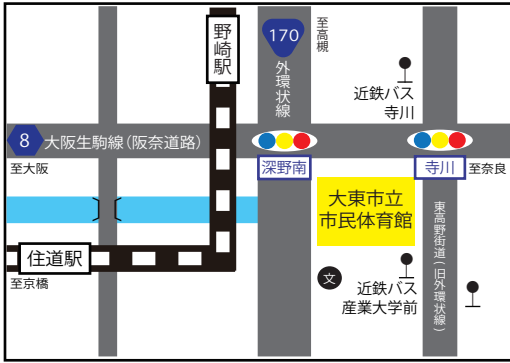 野崎駅
170
至高槻
外環状線
近鉄バス
寺川
8
大阪生駒線(阪奈道路)
至大阪
深野南
寺川
至奈良
大東市立
市民体育館
東高野街道(旧外環状線)
住道駅
至京橋
文
近鉄バス
産業大学前